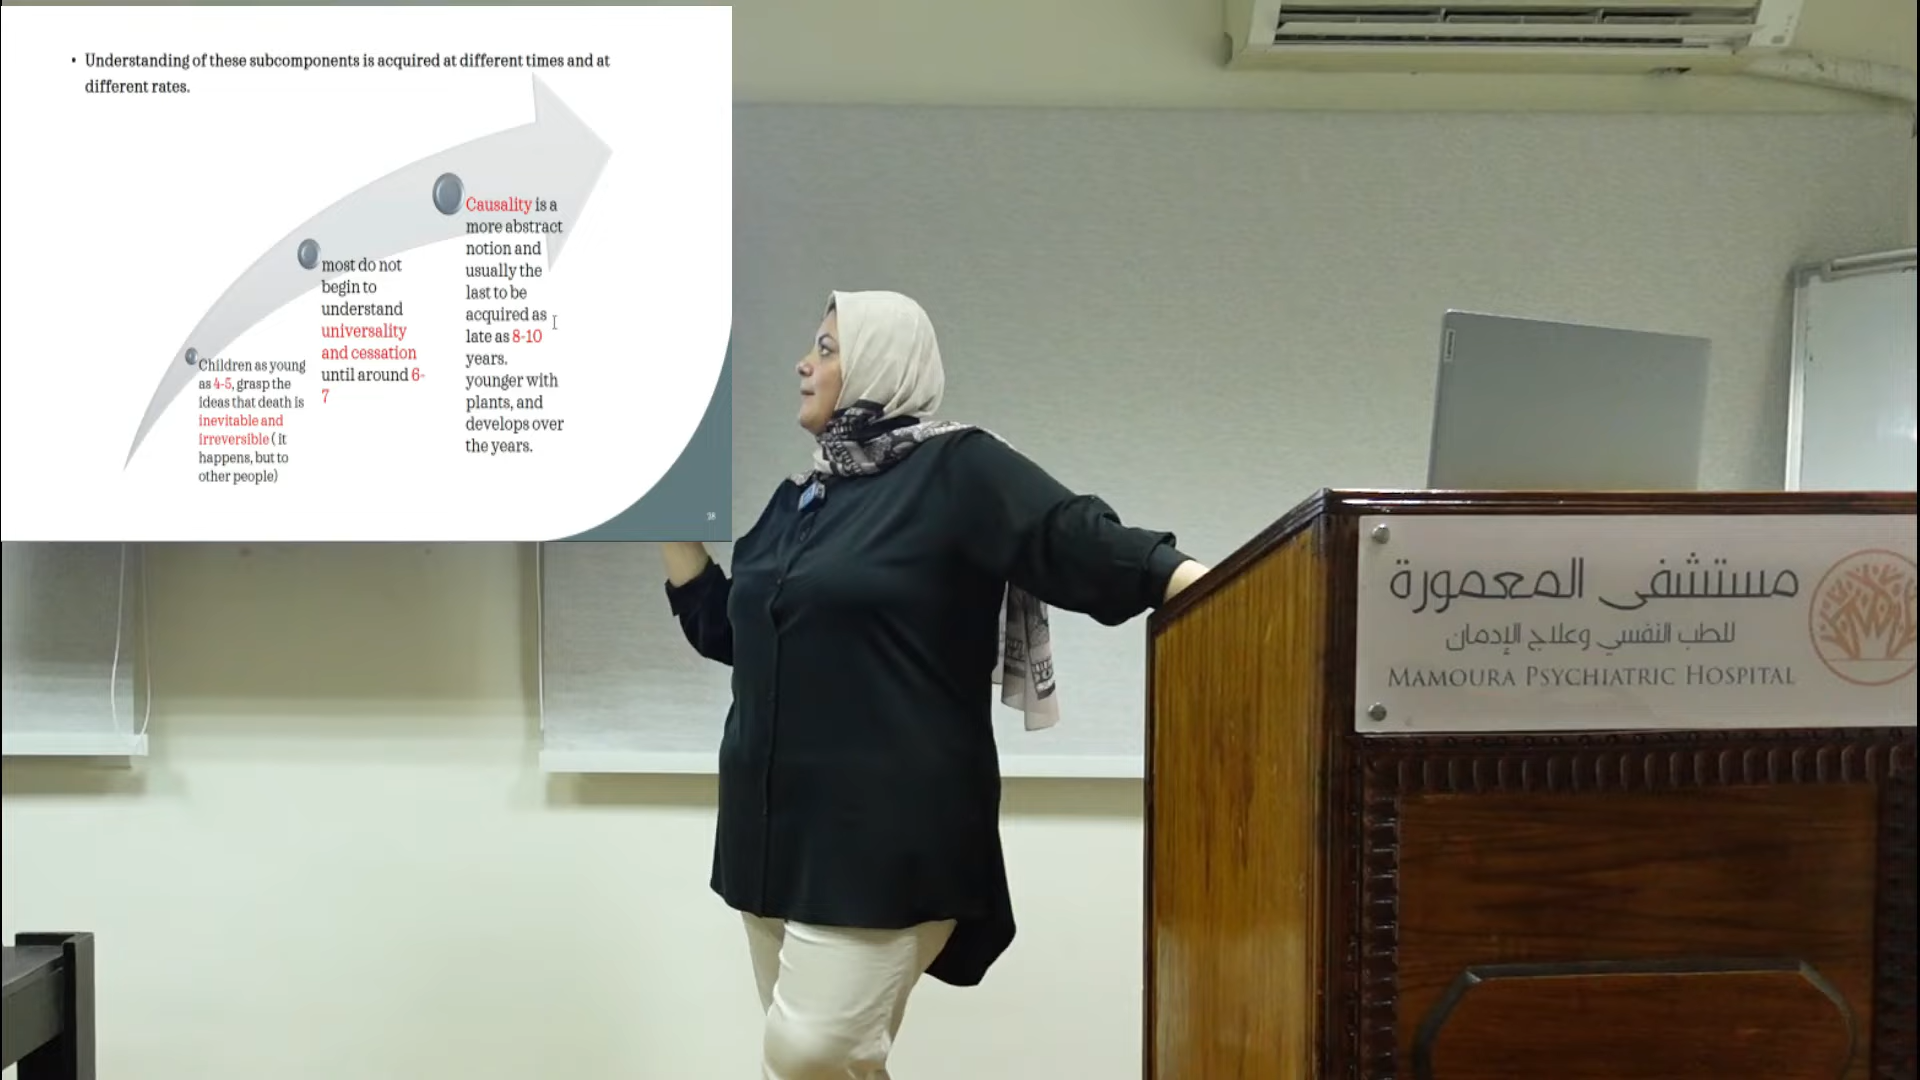 • Understanding of these subcomponents is acquired at different times and at
different rates.
Children as young
as 4-5, grasp the
ideas that death is
inevitable and
irreversible ( it
happens, but to
other people)
most do not
begin to
understand
universality
and cessation
until around 6-
7
Causality is a
more abstract
notion and
usually the
last to be
acquired as
late as 8-10
years.
younger with
plants, and
develops over
the years.
مستشفى المعمورة
للطب النفسي وعلاج الإدمان
MAMOURA PSYCHIATRIC HOSPITAL